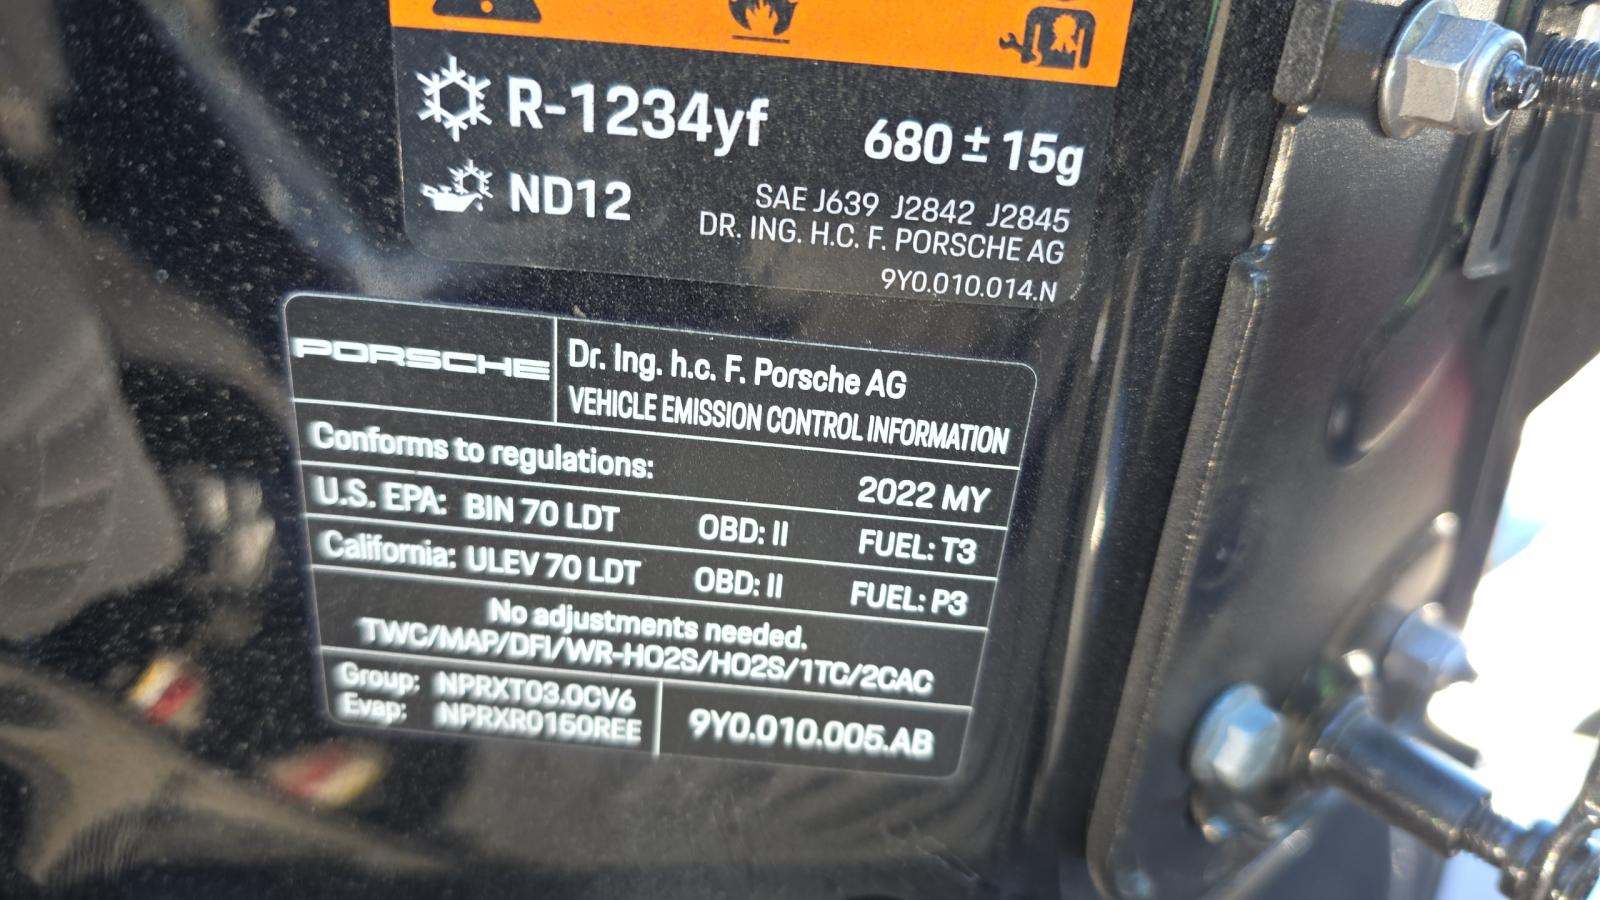 R-1234yf 680 ± 15g
ND12
SAE J639 J2842 J2845
DR. ING. H.C. F. PORSCHE AG
9Y0.010.014.N
PORSCHE
Dr. Ing. h.c. F. Porsche AG
VEHICLE EMISSION CONTROL INFORMATION
Conforms to regulations: 2022 MY
U.S. EPA: BIN 70 LDT OBD: II FUEL: T3
California: ULEV 70 LDT OBD: II FUEL: P3
No adjustments needed.
TWC/MAP/DFI/WR-HO2S/HO2S/1TC/2CAC
Group: NPRXT03.0CV6
Evap: NPRXR0150REE
9Y0.010.005.AB